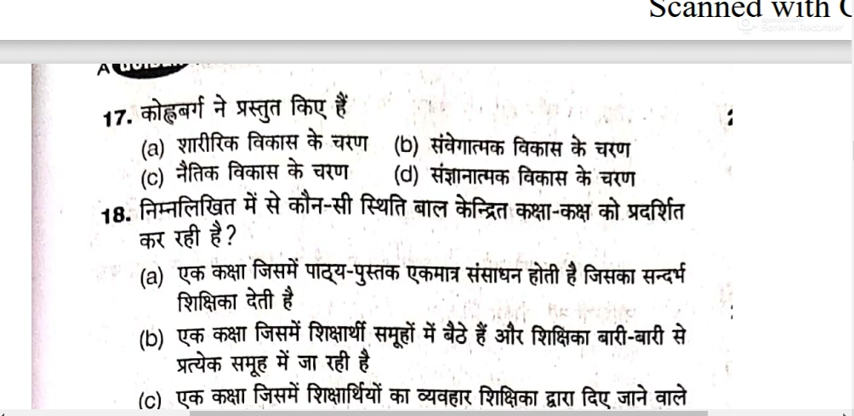 Scanned with
17. कोह्लबर्ग ने प्रस्तुत किए हैं
(a) शारीरिक विकास के चरण (b) संवेगात्मक विकास के चरण
(c) नैतिक विकास के चरण (d) संज्ञानात्मक विकास के चरण
18. निम्नलिखित में से कौन-सी स्थिति बाल केन्द्रित कक्षा-कक्ष को प्रदर्शित
कर रही है?
(a) एक कक्षा जिसमें पाठ्य-पुस्तक एकमात्र संसाधन होती है जिसका सन्दर्भ
शिक्षिका देती है
(b) एक कक्षा जिसमें शिक्षार्थी समूहों में बैठे हैं और शिक्षिका बारी-बारी से
प्रत्येक समूह में जा रही है
(c) एक कक्षा जिसमें शिक्षार्थियों का व्यवहार शिक्षिका द्वारा दिए जाने वाले